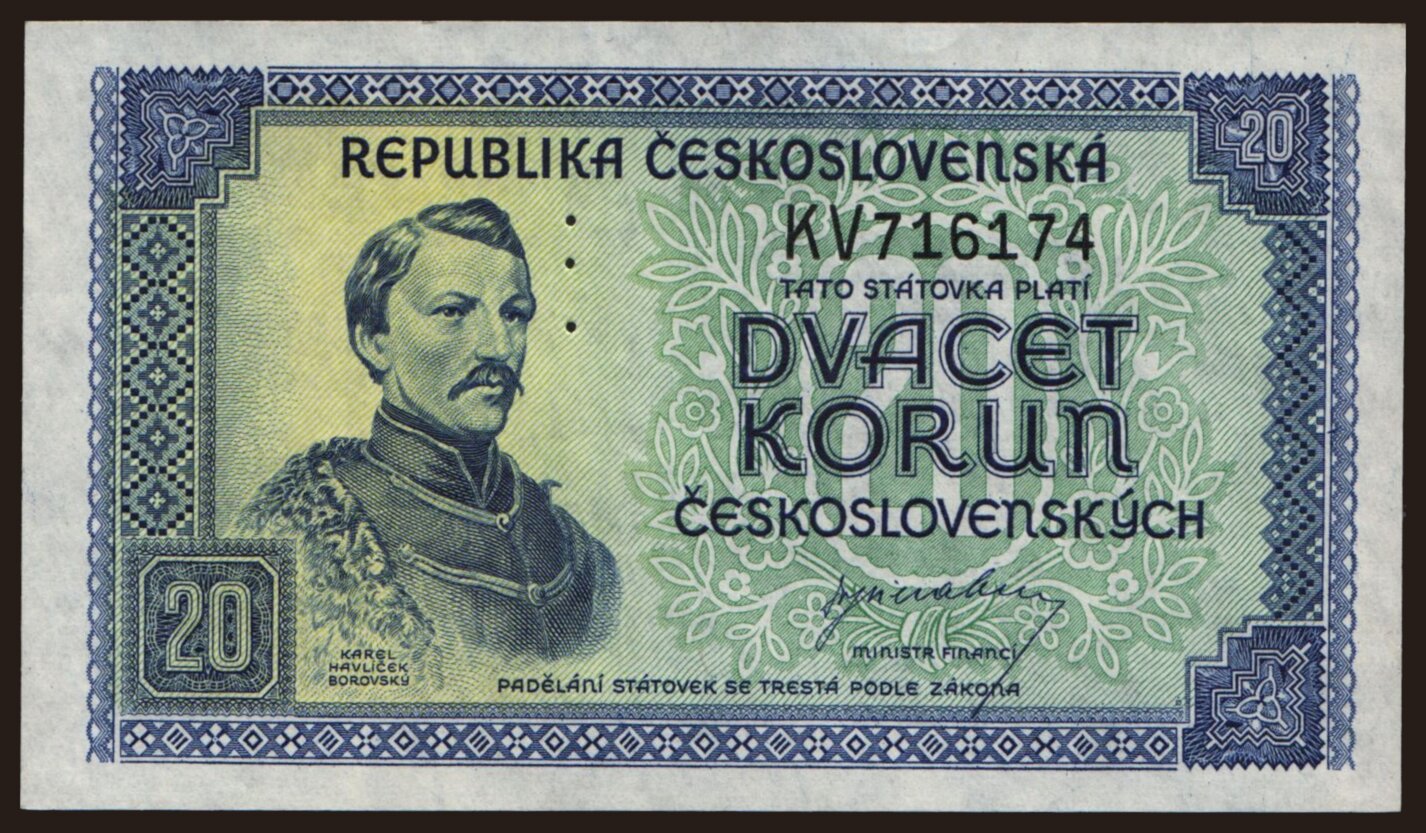 REPUBLIKA ČESKOSLOVENSKÁ
20
KV716174
TATO STÁTOVKA PLATÍ
DVACET
KORUN
ČESKOSLOVENSKÝCH
20
MINISTR FINANCÍ
20
KAREL
HAVLÍČEK
BOROVSKÝ
PADĚLÁNÍ STÁTOVEK SE TRESTÁ PODLE ZÁKONA